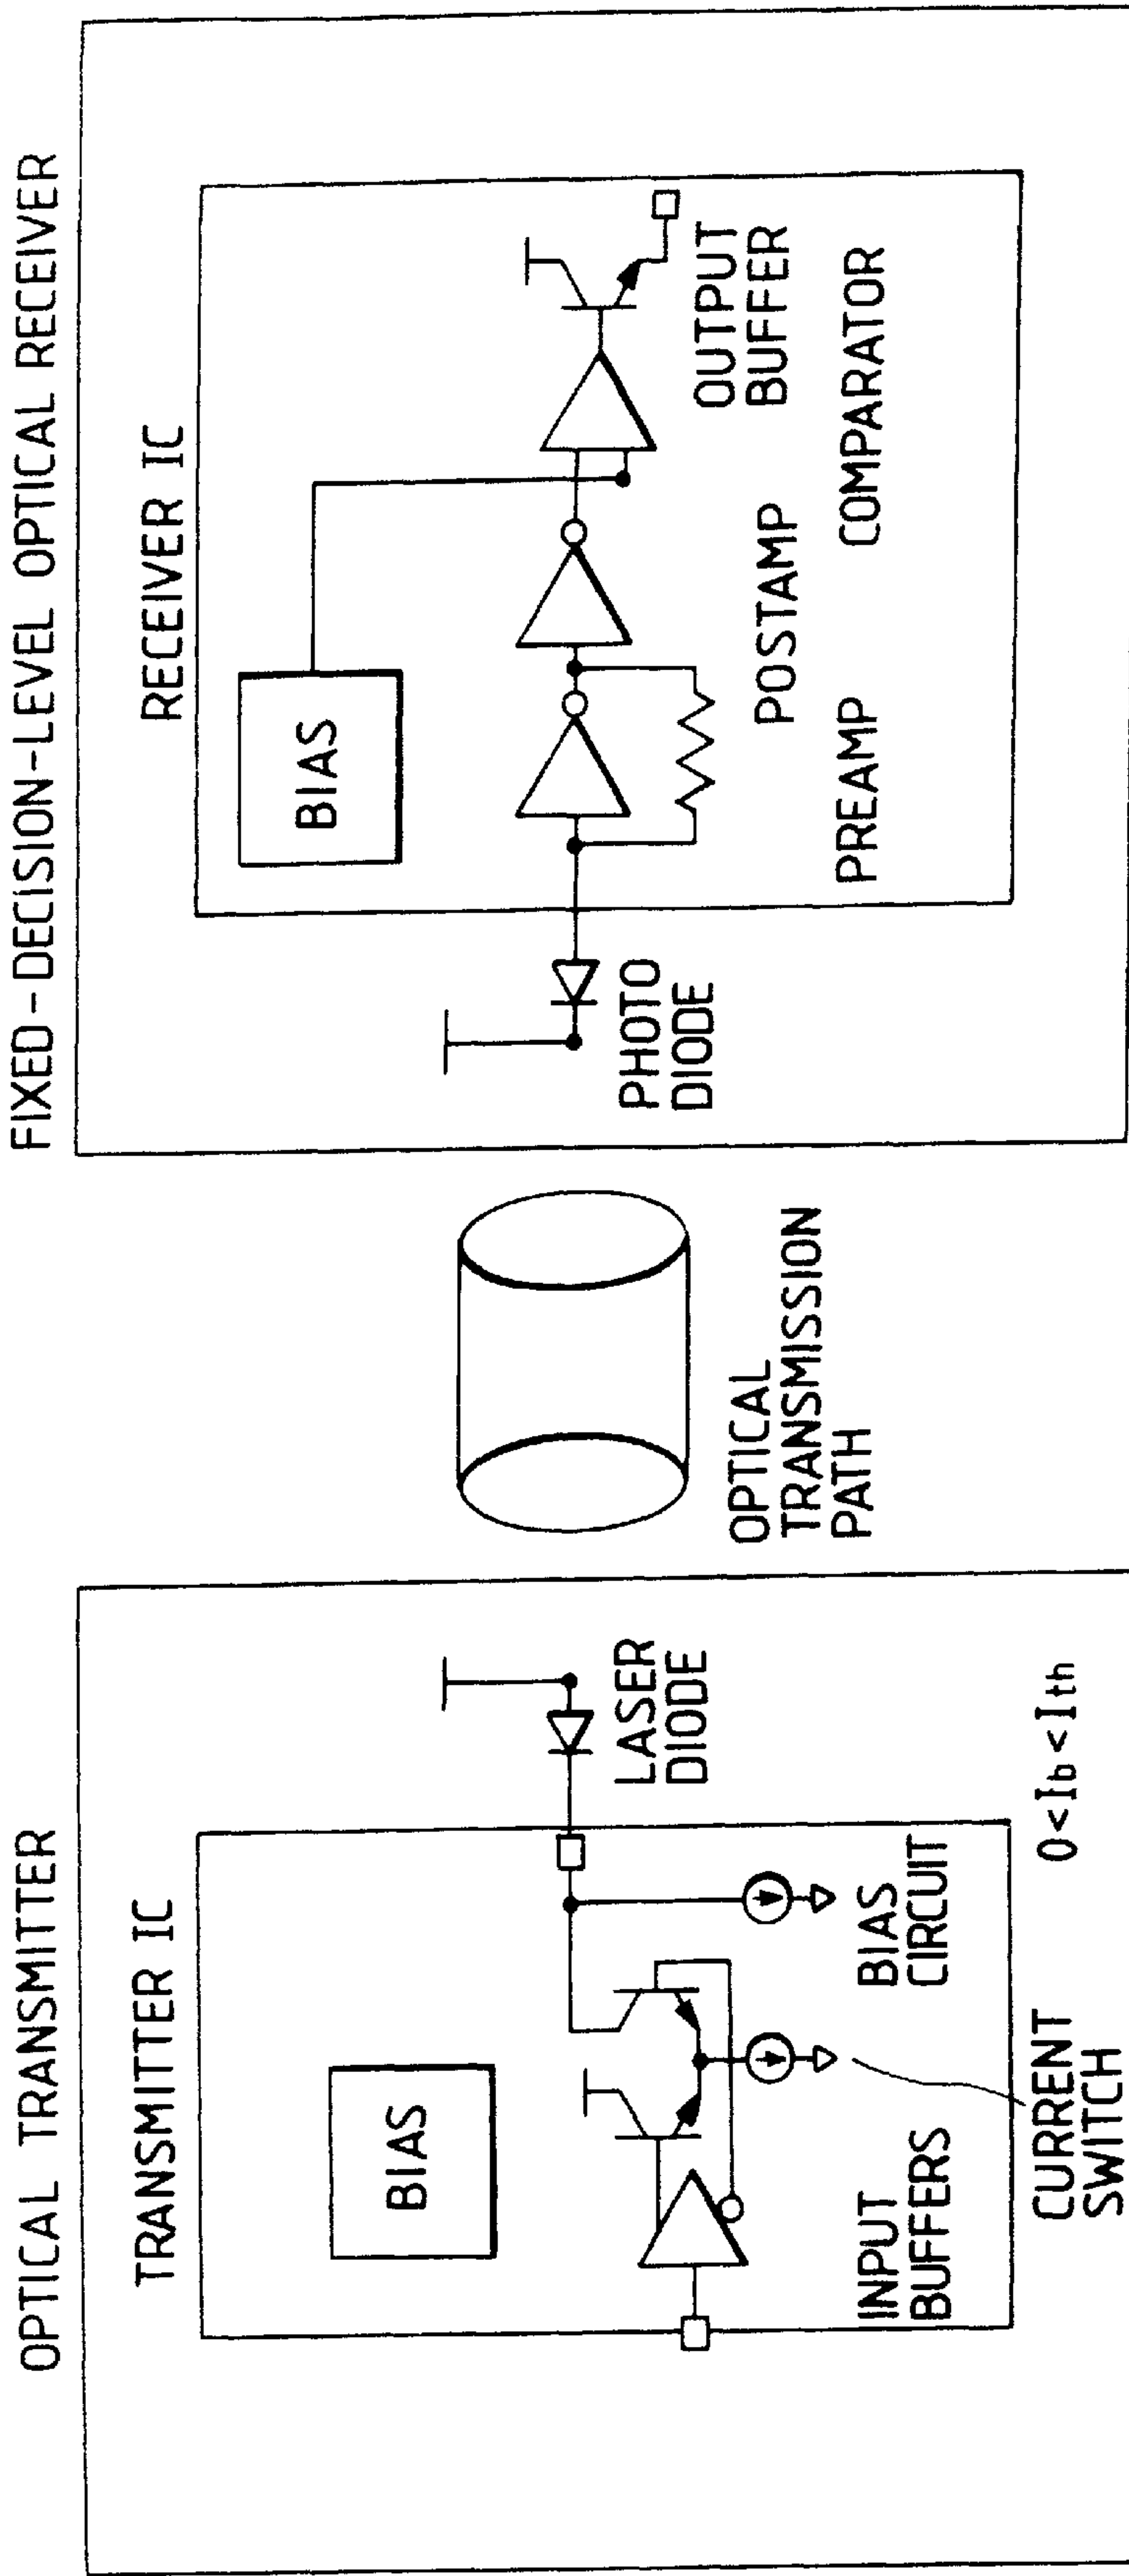 OPTICAL TRANSMITTER
TRANSMITTER IC
BIAS
INPUT
BUFFERS
CURRENT
SWITCH
BIAS
CIRCUIT
LASER
DIODE
0<Ib<Ith
OPTICAL
TRANSMISSION
PATH
FIXED-DECISION-LEVEL OPTICAL RECEIVER
RECEIVER IC
BIAS
PHOTO
DIODE
PREAMP
POSTAMP
COMPARATOR
OUTPUT
BUFFER